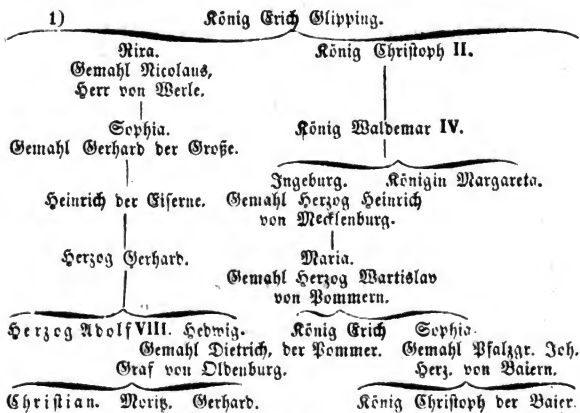 1) König Erich Glipping.
Rixa. König Christoph II.
Gemahl Nicolaus,
Herr von Werle.
Sophia. König Waldemar IV.
Gemahl Gerhard der Große.
Ingeburg. Königin Margareta.
Heinrich der Eiserne. Gemahl Herzog Heinrich
von Mecklenburg.
Herzog Gerhard. Maria.
Gemahl Herzog Wartislav
von Pommern.
Herzog Adolf VIII. Hedwig. König Erich Sophia.
Gemahl Dietrich, der Pommer. Gemahl Pfalzgr. Joh.
Graf von Oldenburg. Herz. von Baiern.
Christian. Moritz. Gerhard. König Christoph der Baier.